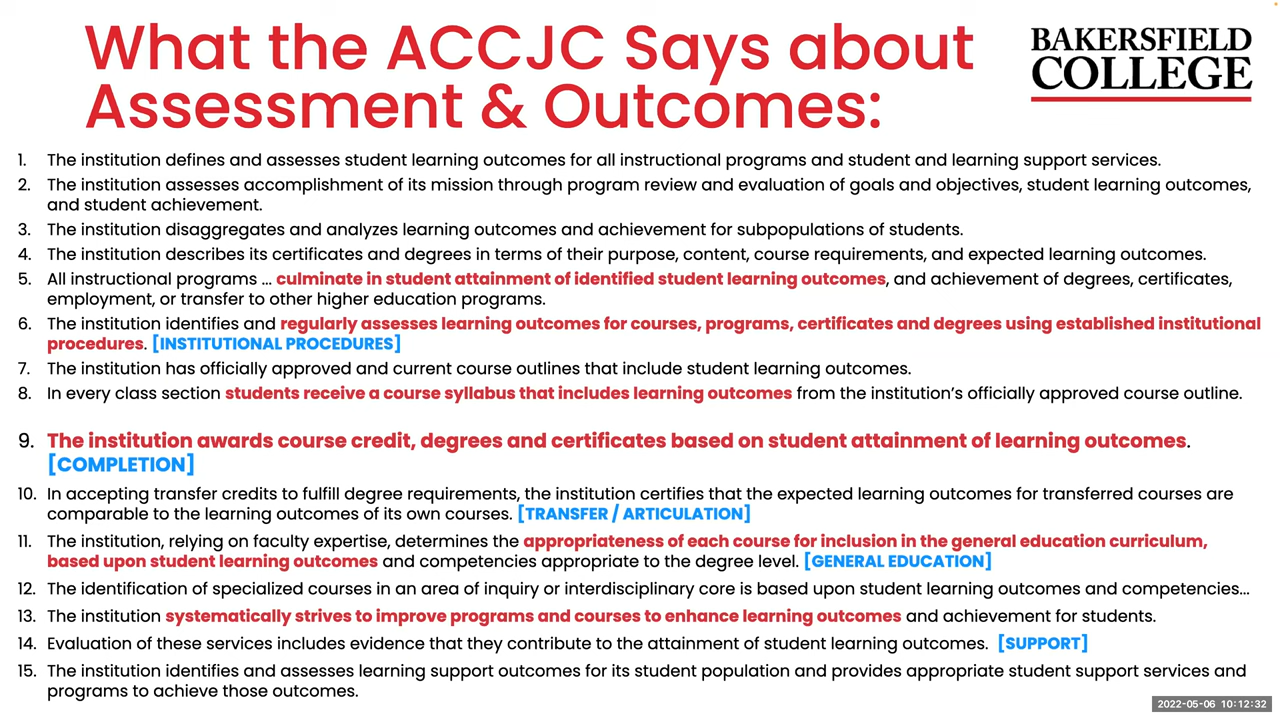 What the ACCJC Says about
Assessment & Outcomes:
BAKERSFIELD
COLLEGE
1. The institution defines and assesses student learning outcomes for all instructional programs and student and learning support services.
2. The institution assesses accomplishment of its mission through program review and evaluation of goals and objectives, student learning outcomes,
and student achievement.
3. The institution disaggregates and analyzes learning outcomes and achievement for subpopulations of students.
4. The institution describes its certificates and degrees in terms of their purpose, content, course requirements, and expected learning outcomes.
5. All instructional programs ... culminate in student attainment of identified student learning outcomes, and achievement of degrees, certificates,
employment, or transfer to other higher education programs.
6. The institution identifies and regularly assesses learning outcomes for courses, programs, certificates and degrees using established institutional
procedures. [INSTITUTIONAL PROCEDURES]
7. The institution has officially approved and current course outlines that include student learning outcomes.
8. In every class section students receive a course syllabus that includes learning outcomes from the institution's officially approved course outline.
9. The institution awards course credit, degrees and certificates based on student attainment of learning outcomes.
[COMPLETION]
10. In accepting transfer credits to fulfill degree requirements, the institution certifies that the expected learning outcomes for transferred courses are
comparable to the learning outcomes of its own courses. [TRANSFER / ARTICULATION]
11. The institution, relying on faculty expertise, determines the appropriateness of each course for inclusion in the general education curriculum,
based upon student learning outcomes and competencies appropriate to the degree level. [GENERAL EDUCATION]
12. The identification of specialized courses in an area of inquiry or interdisciplinary core is based upon student learning outcomes and competencies...
13. The institution systematically strives to improve programs and courses to enhance learning outcomes and achievement for students.
14. Evaluation of these services includes evidence that they contribute to the attainment of student learning outcomes. [SUPPORT]
15. The institution identifies and assesses learning support outcomes for its student population and provides appropriate student support services and
programs to achieve those outcomes.
2022-05-06 10:12:32